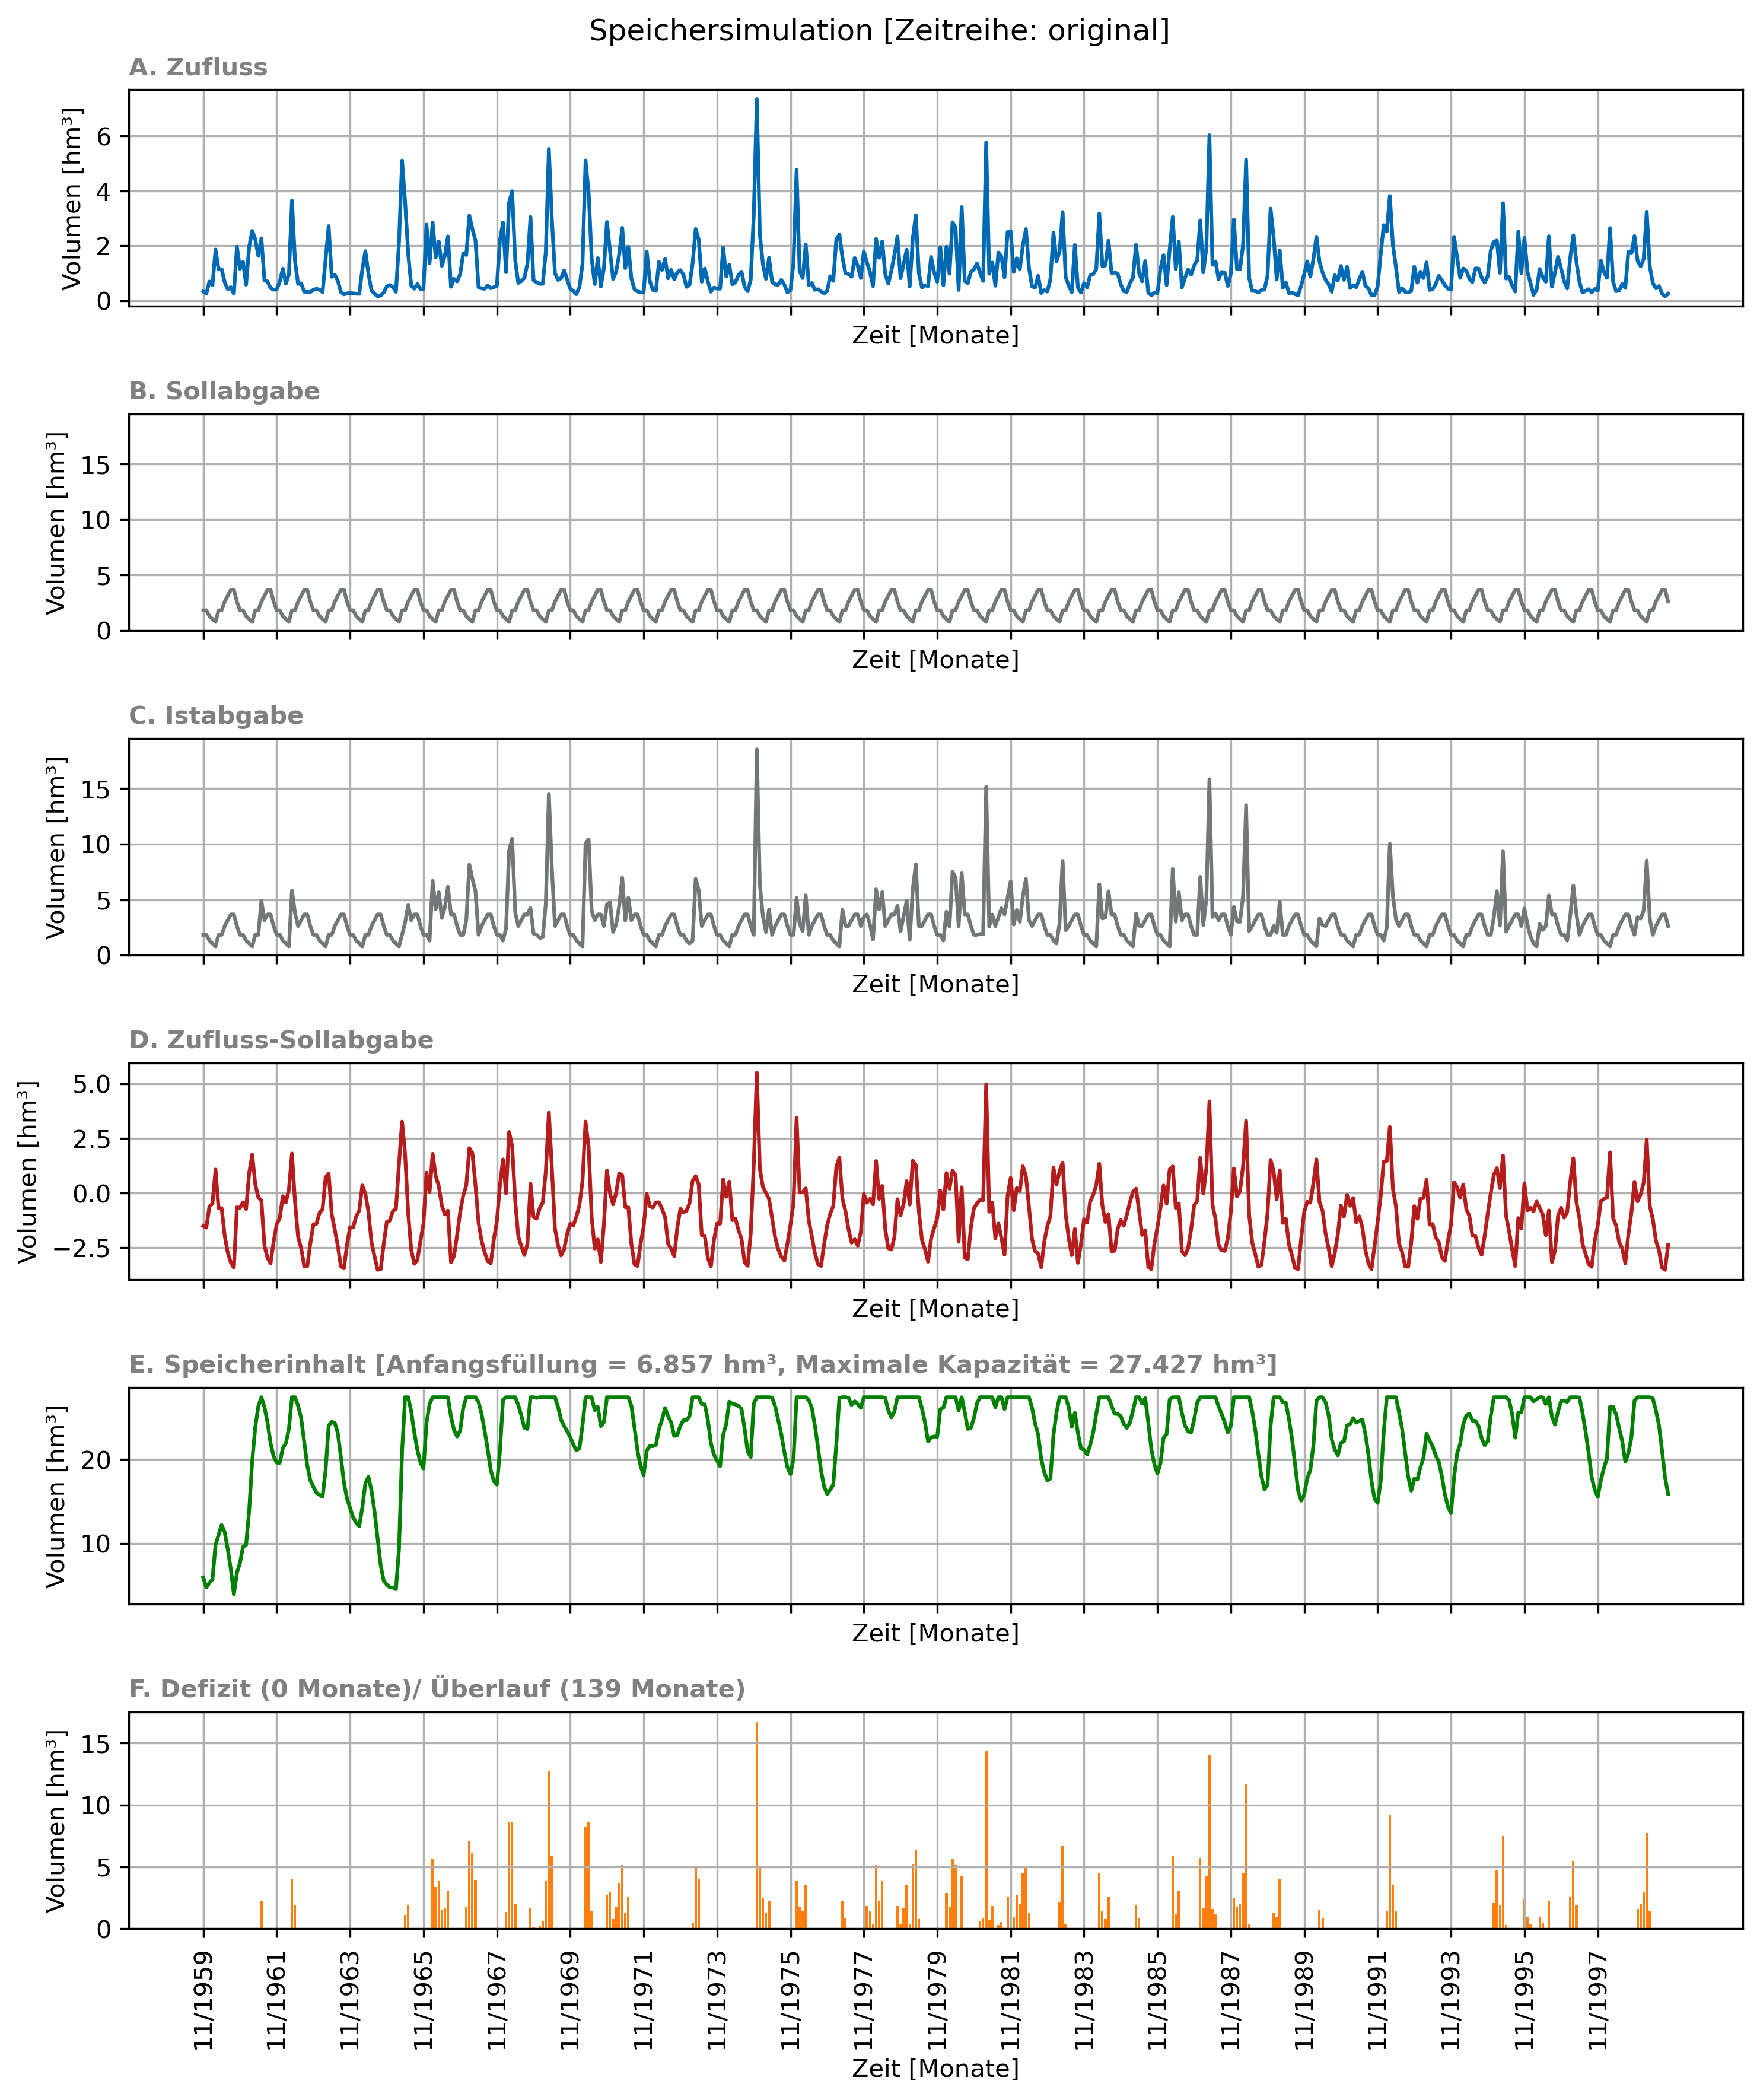 Speichersimulation [Zeitreihe: original]
A. Zufluss
Volumen [hm³]
6
4
2
0
Zeit [Monate]
B. Sollabgabe
Volumen [hm³]
15
10
5
0
Zeit [Monate]
C. Istabgabe
Volumen [hm³]
15
10
5
0
Zeit [Monate]
D. Zufluss-Sollabgabe
Volumen [hm³]
5.0
2.5
0.0
−2.5
Zeit [Monate]
E. Speicherinhalt [Anfangsfüllung = 6.857 hm³, Maximale Kapazität = 27.427 hm³]
Volumen [hm³]
20
10
Zeit [Monate]
F. Defizit (0 Monate)/ Überlauf (139 Monate)
Volumen [hm³]
15
10
5
0
11/1959
11/1961
11/1963
11/1965
11/1967
11/1969
11/1971
11/1973
11/1975
11/1977
11/1979
11/1981
11/1983
11/1985
11/1987
11/1989
11/1991
11/1993
11/1995
11/1997
Zeit [Monate]